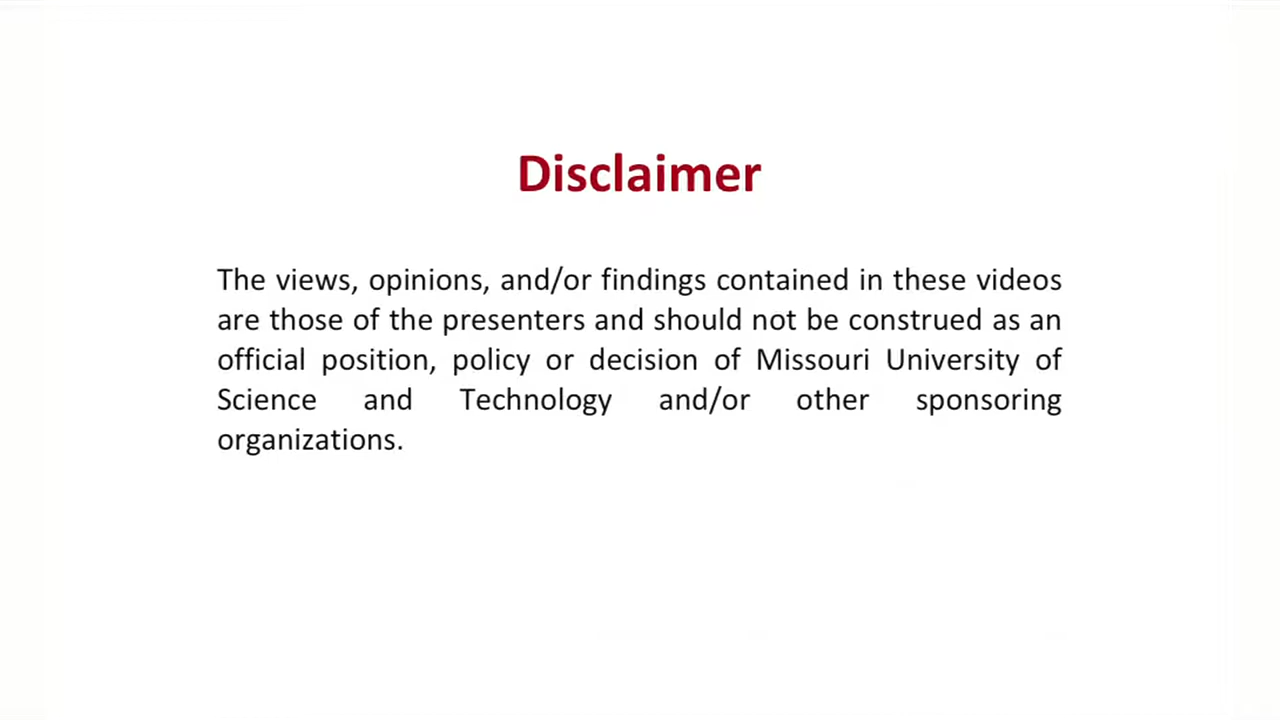 Disclaimer
The views, opinions, and/or findings contained in these videos
are those of the presenters and should not be construed as an
official position, policy or decision of Missouri University of
Science and Technology and/or other sponsoring
organizations.